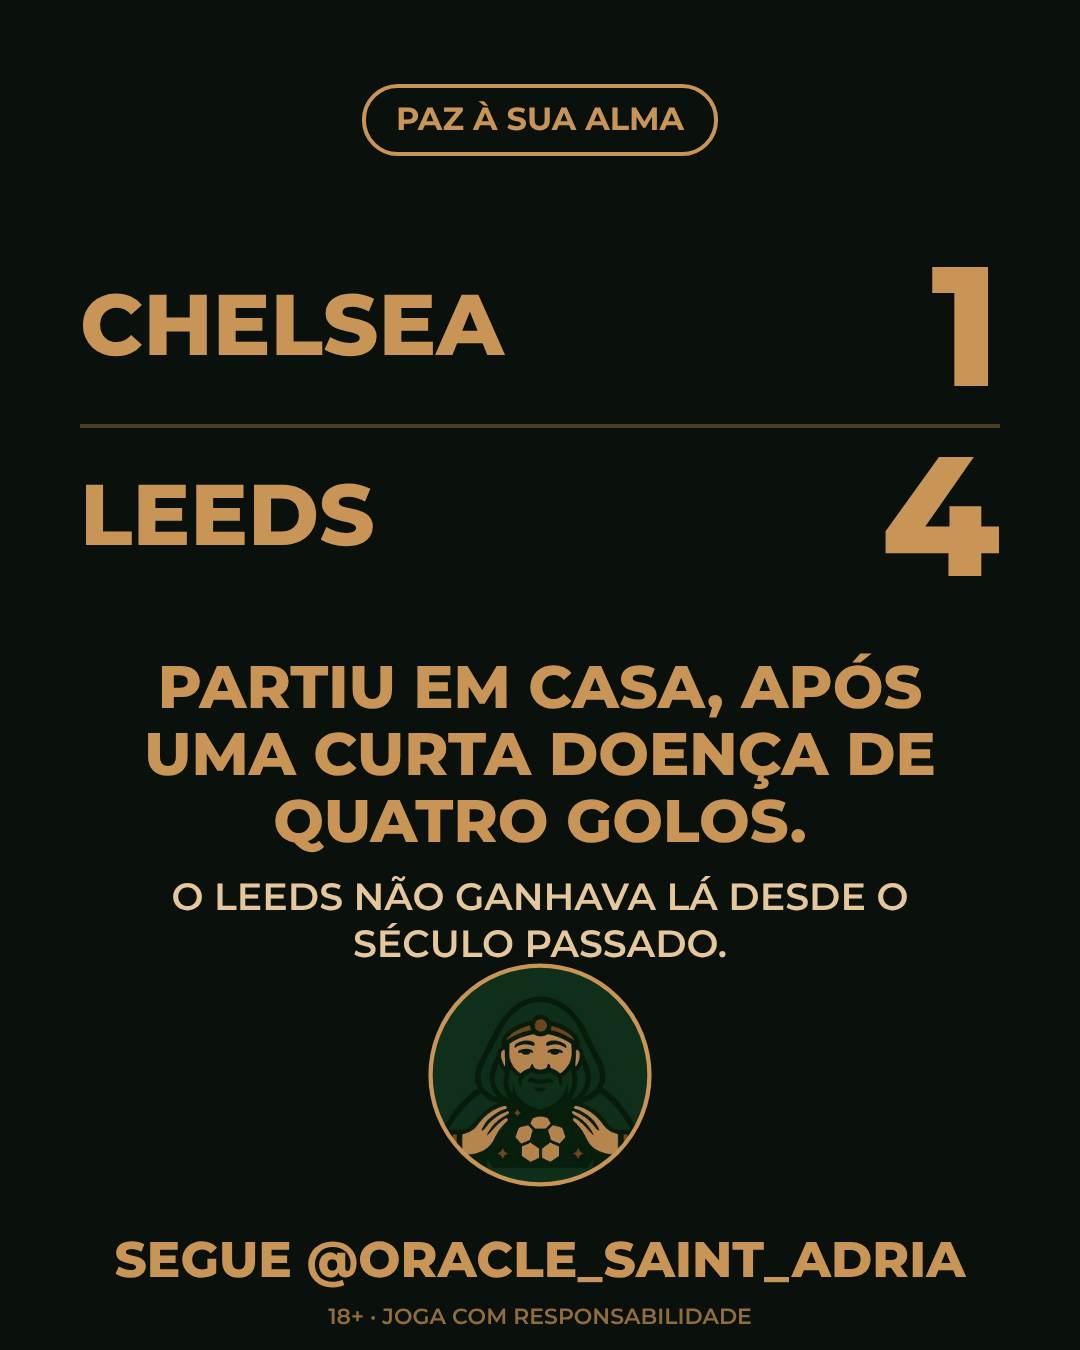 PAZ À SUA ALMA
CHELSEA 1
LEEDS 4
PARTIU EM CASA, APÓS
UMA CURTA DOENÇA DE
QUATRO GOLOS.
O LEEDS NÃO GANHAVA LÁ DESDE O
SÉCULO PASSADO.
SEGUE @ORACLE_SAINT_ADRIA
18+ · JOGA COM RESPONSABILIDADE